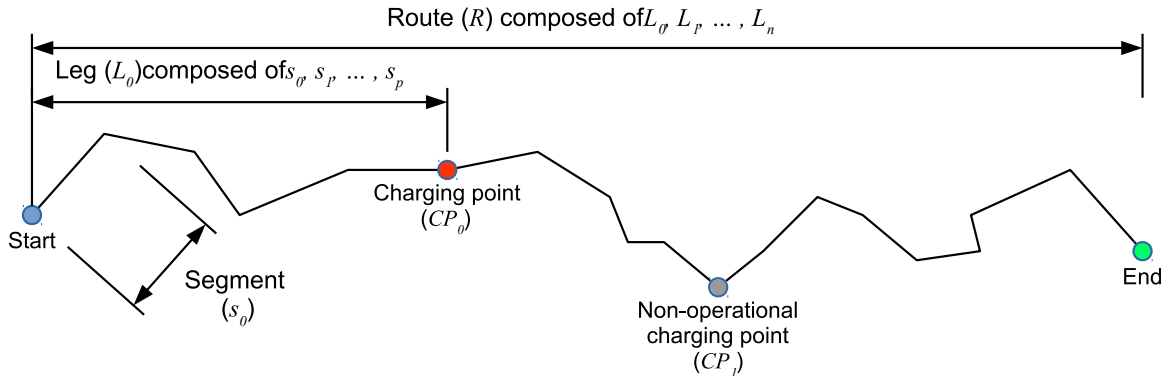 Route (R) composed ofL₀, L₁, ... , Lₙ
Leg (L₀)composed ofs₀, s₁, ... , sₚ
Charging point
(CP₀)
Start
Segment
(s₀)
End
Non-operational
charging point
(CP₁)